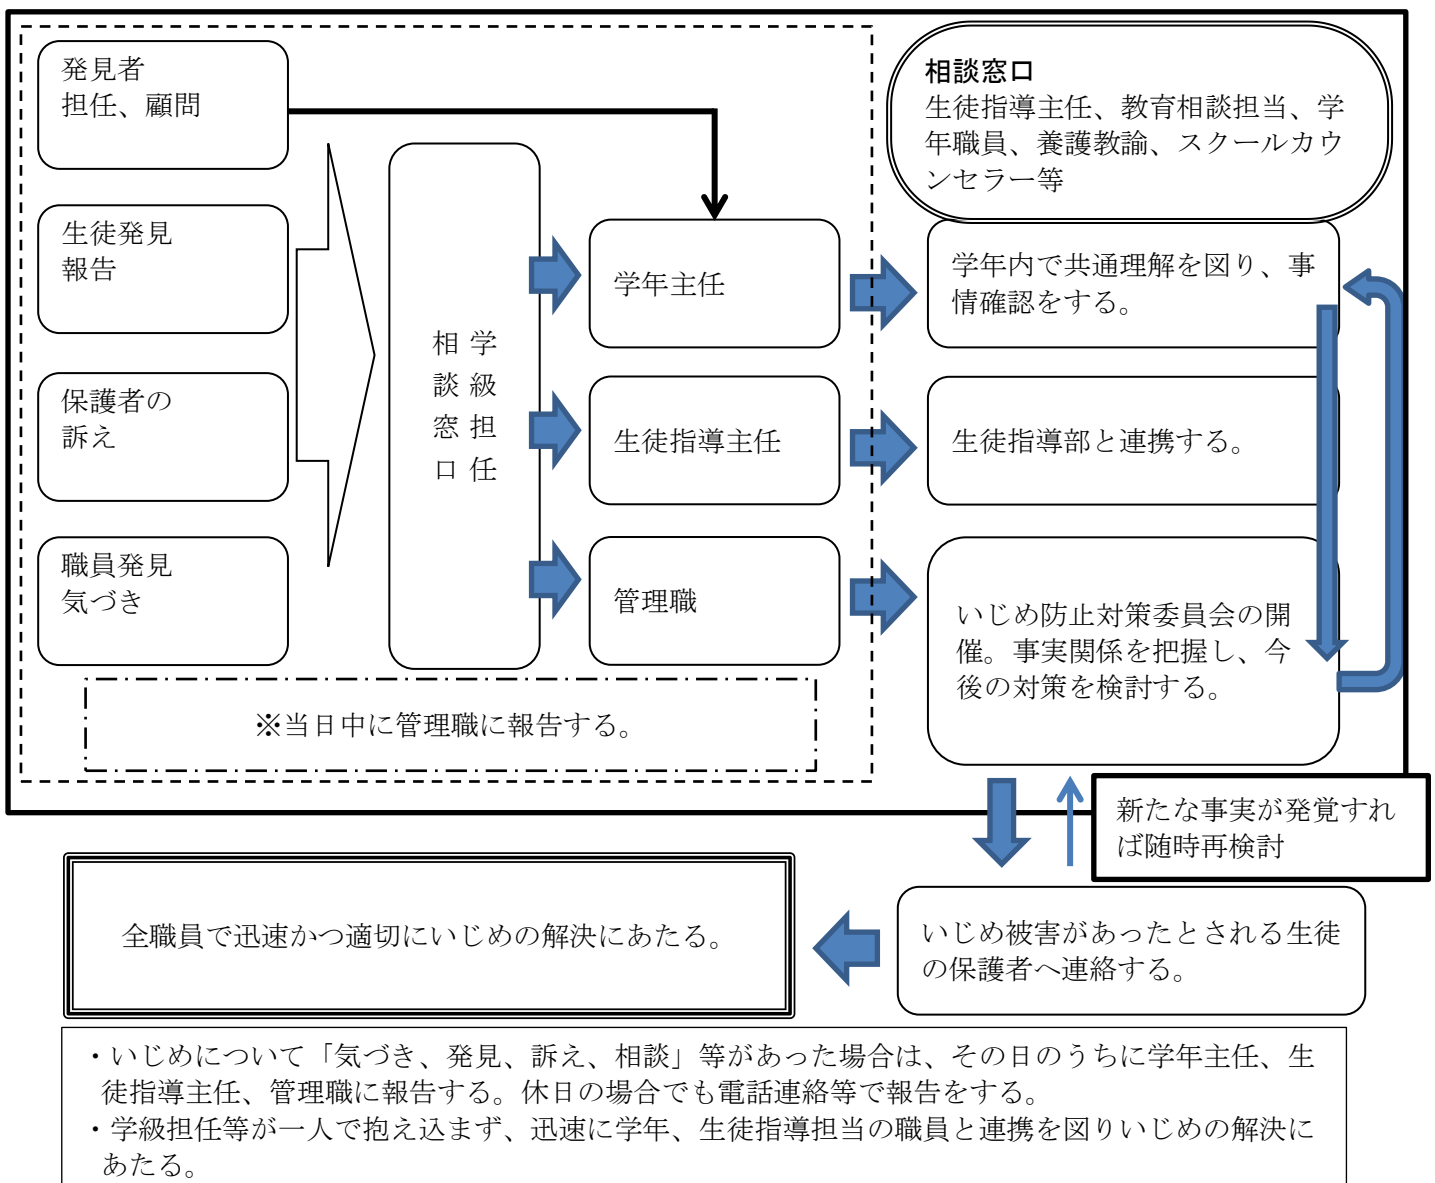 発見者
担任、顧問
生徒発見
報告
保護者の
訴え
職員発見
気づき
学級担任
相談窓口
学年主任
生徒指導主任
管理職
※当日中に管理職に報告する。
相談窓口
生徒指導主任、教育相談担当、学
年職員、養護教諭、スクールカウ
ンセラー等
学年内で共通理解を図り、事
情確認をする。
生徒指導部と連携する。
いじめ防止対策委員会の開
催。事実関係を把握し、今
後の対策を検討する。
新たな事実が発覚すれ
ば随時再検討
いじめ被害があったとされる生徒
の保護者へ連絡する。
全職員で迅速かつ適切にいじめの解決にあたる。
・いじめについて「気づき、発見、訴え、相談」等があった場合は、その日のうちに学年主任、生
徒指導主任、管理職に報告する。休日の場合でも電話連絡等で報告をする。
・学級担任等が一人で抱え込まず、迅速に学年、生徒指導担当の職員と連携を図りいじめの解決に
あたる。